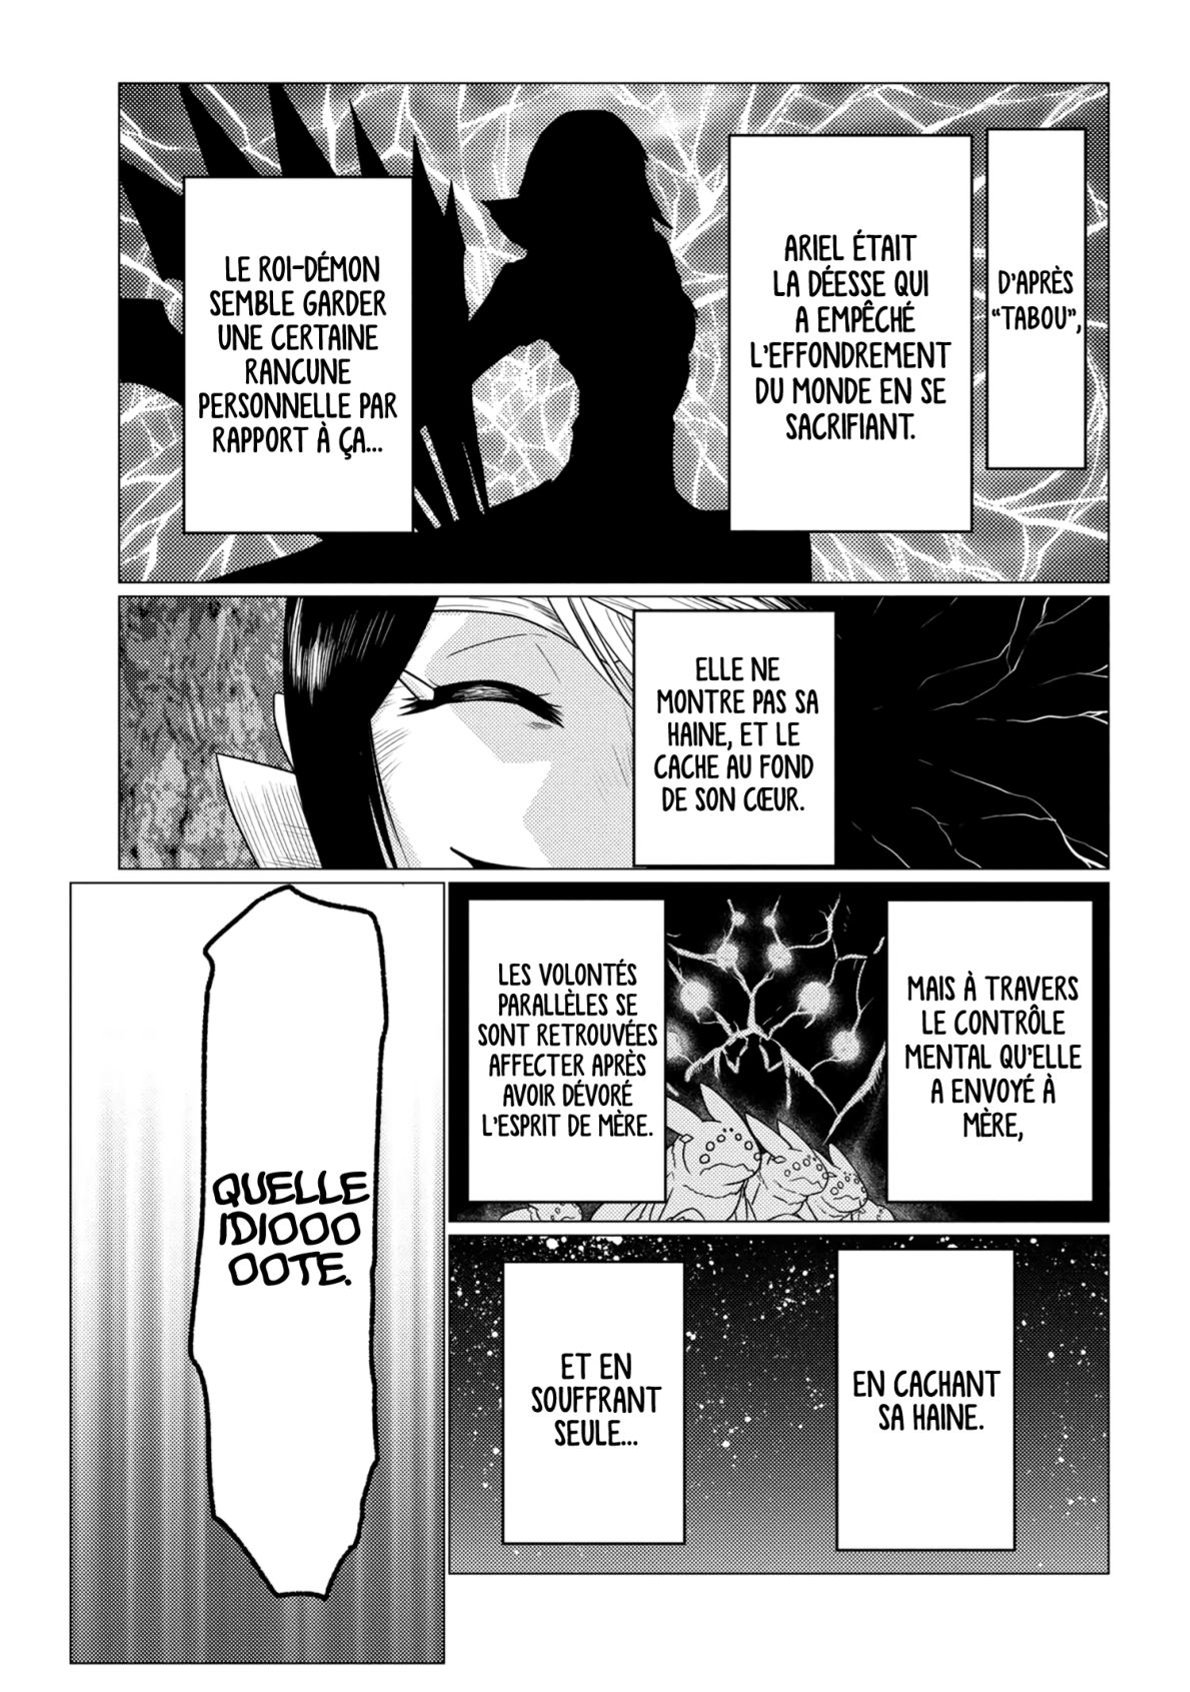 D'APRÈS
"TABOU",
ARIEL ÉTAIT
LA DÉESSE QUI
A EMPÊCHÉ
L'EFFONDREMENT
DU MONDE EN SE
SACRIFIANT.
LE ROI-DÉMON
SEMBLE GARDER
UNE CERTAINE
RANCUNE
PERSONNELLE PAR
RAPPORT À ÇA...
ELLE NE
MONTRE PAS SA
HAINE, ET LE
CACHE AU FOND
DE SON CŒUR.
MAIS À TRAVERS
LE CONTRÔLE
MENTAL QU'ELLE
A ENVOYÉ À
MÈRE,
LES VOLONTÉS
PARALLÈLES SE
SONT RETROUVÉES
AFFECTER APRÈS
AVOIR DÉVORÉ
L'ESPRIT DE MÈRE.
EN CACHANT
SA HAINE.
ET EN
SOUFFRANT
SEULE...
QUELLE
IDIOOO
OOTE.